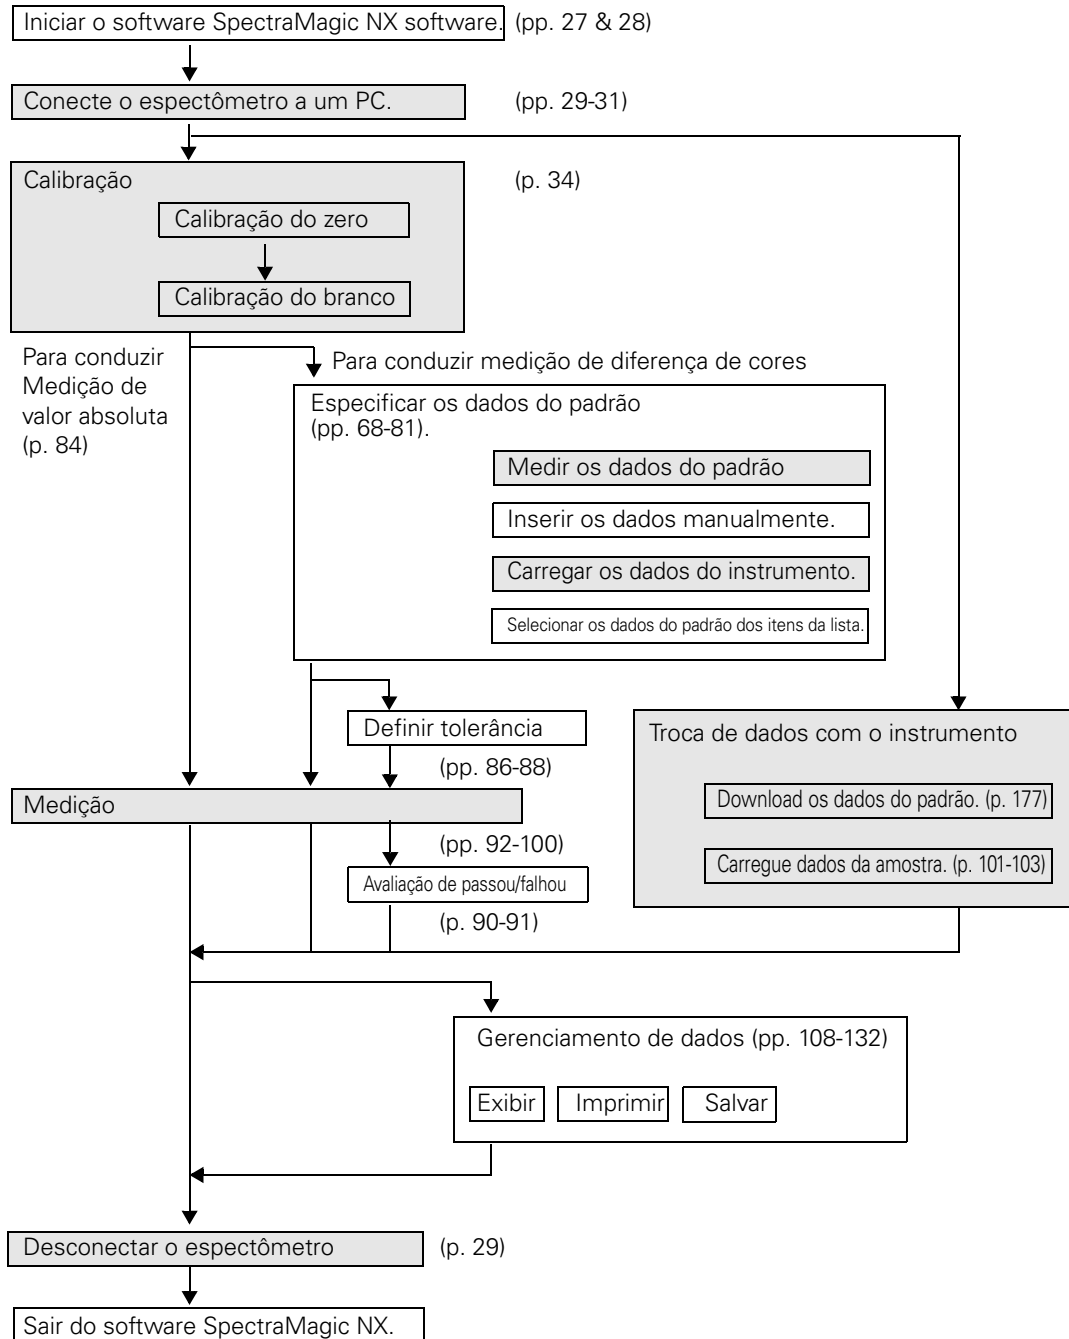 Iniciar o software SpectraMagic NX software. (pp. 27 & 28)
Conecte o espectômetro a um PC. (pp. 29-31)
Calibração (p. 34)
Calibração do zero
Calibração do branco
Para conduzir
Medição de
valor absoluta
(p. 84)
Para conduzir medição de diferença de cores
Especificar os dados do padrão
(pp. 68-81).
Medir os dados do padrão
Inserir os dados manualmente.
Carregar os dados do instrumento.
Selecionar os dados do padrão dos itens da lista.
Definir tolerância
(pp. 86-88)
Troca de dados com o instrumento
Download os dados do padrão. (p. 177)
Carregue dados da amostra. (p. 101-103)
Medição
(pp. 92-100)
Avaliação de passou/falhou
(p. 90-91)
Gerenciamento de dados (pp. 108-132)
Exibir Imprimir Salvar
Desconectar o espectômetro (p. 29)
Sair do software SpectraMagic NX.